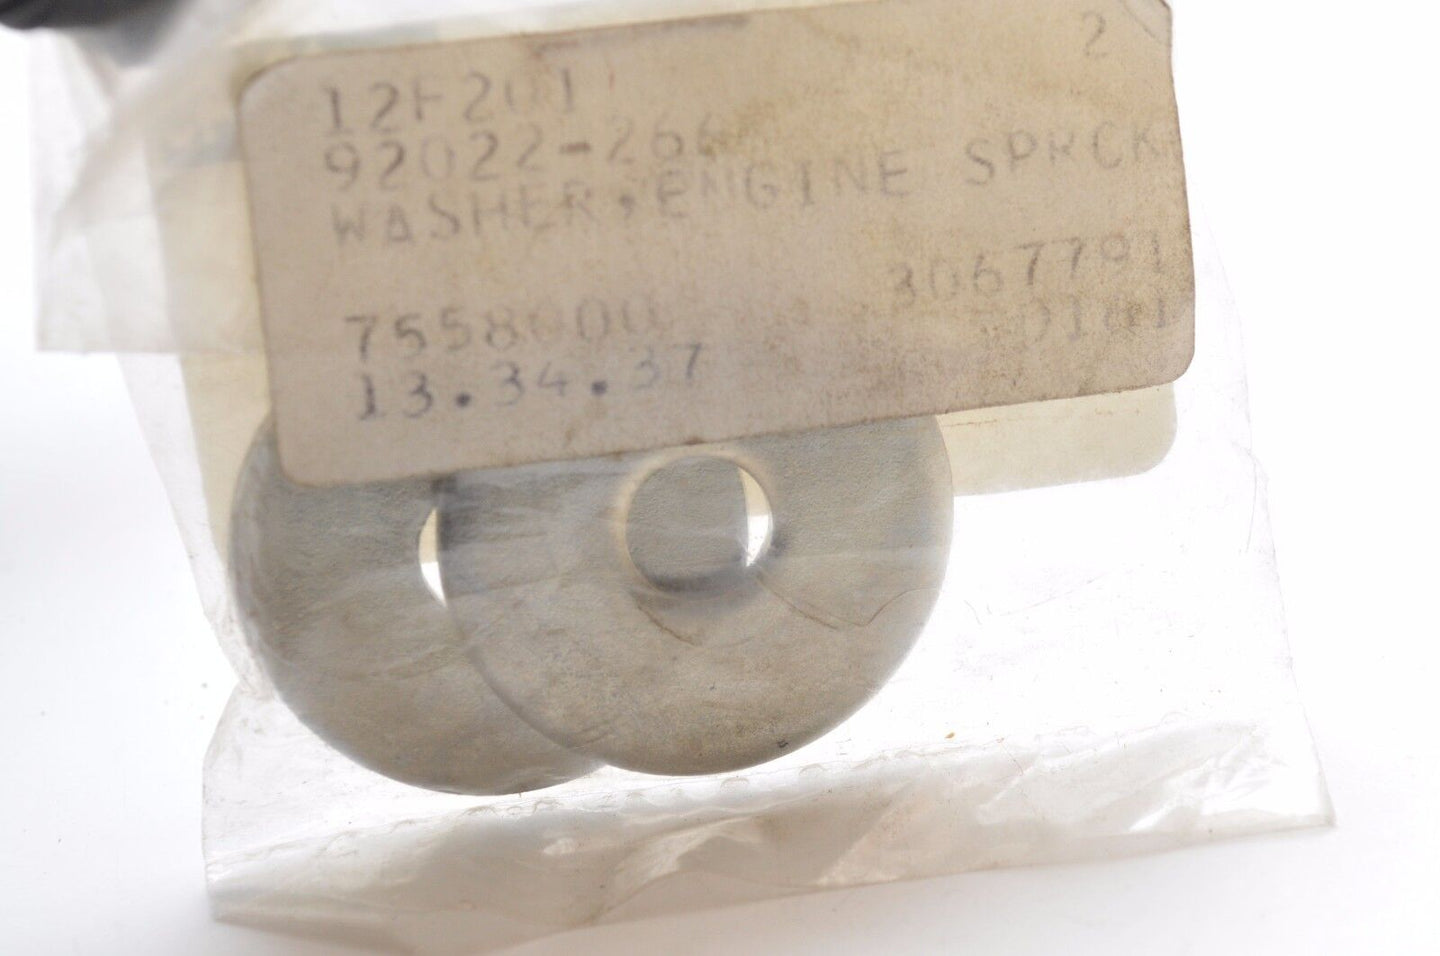 12F201 2
92022-266
WASHER,ENGINE SPRCK
3067791
7558000
13.34.37